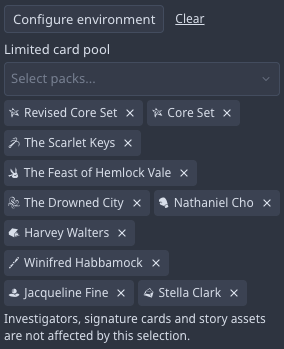 Configure environment Clear
Limited card pool
Select packs...
Revised Core Set × Core Set ×
The Scarlet Keys ×
The Feast of Hemlock Vale ×
The Drowned City × Nathaniel Cho ×
Harvey Walters ×
Winifred Habbamock ×
Jacqueline Fine × Stella Clark ×
Investigators, signature cards and story assets
are not affected by this selection.